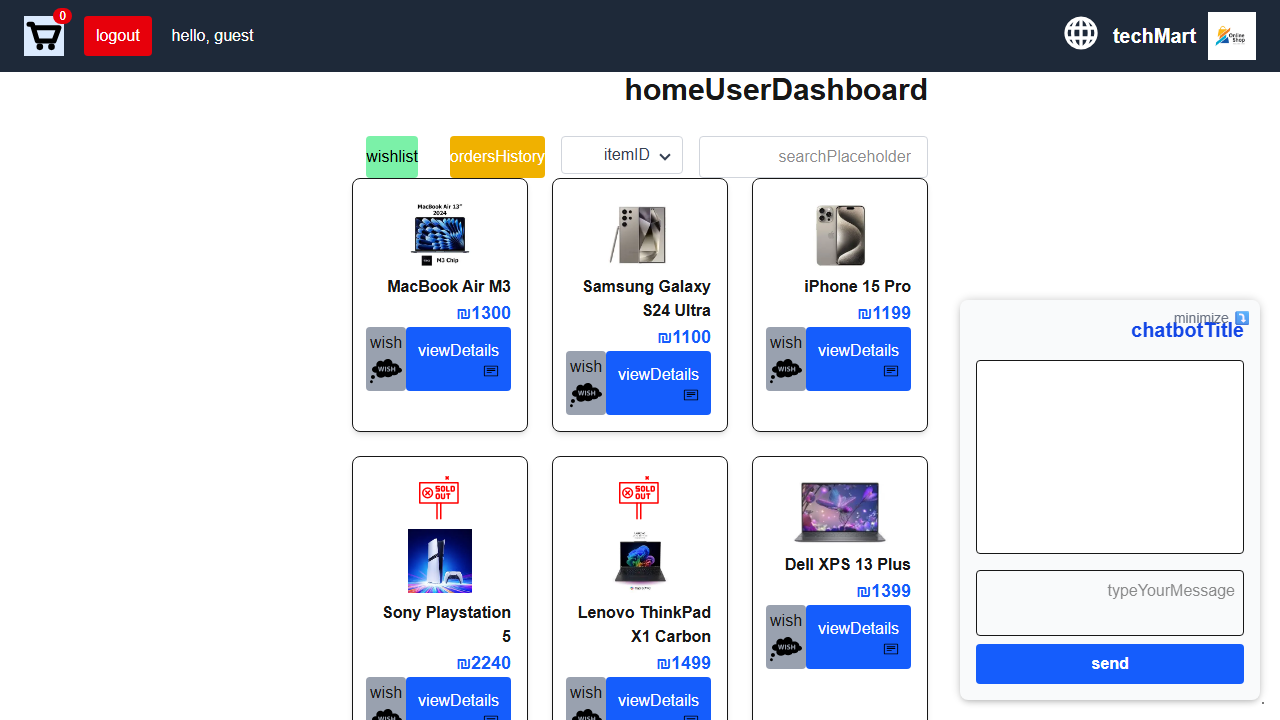 0
logout
hello, guest
techMart
Online
Shop
homeUserDashboard
wishlist
ordersHistory
itemID
searchPlaceholder
MacBook Air 13"
2024
M3 Chip
MacBook Air M3
₪1300
wish
WISH
viewDetails
Samsung Galaxy
S24 Ultra
₪1100
wish
WISH
viewDetails
iPhone 15 Pro
₪1199
wish
WISH
viewDetails
SOLD
OUT
Sony Playstation
5
₪2240
wish
WISH
viewDetails
SOLD
OUT
Lenovo ThinkPad
X1 Carbon
₪1499
wish
WISH
viewDetails
Dell XPS 13 Plus
₪1399
wish
WISH
viewDetails
minimize
chatbotTitle
typeYourMessage
send
.